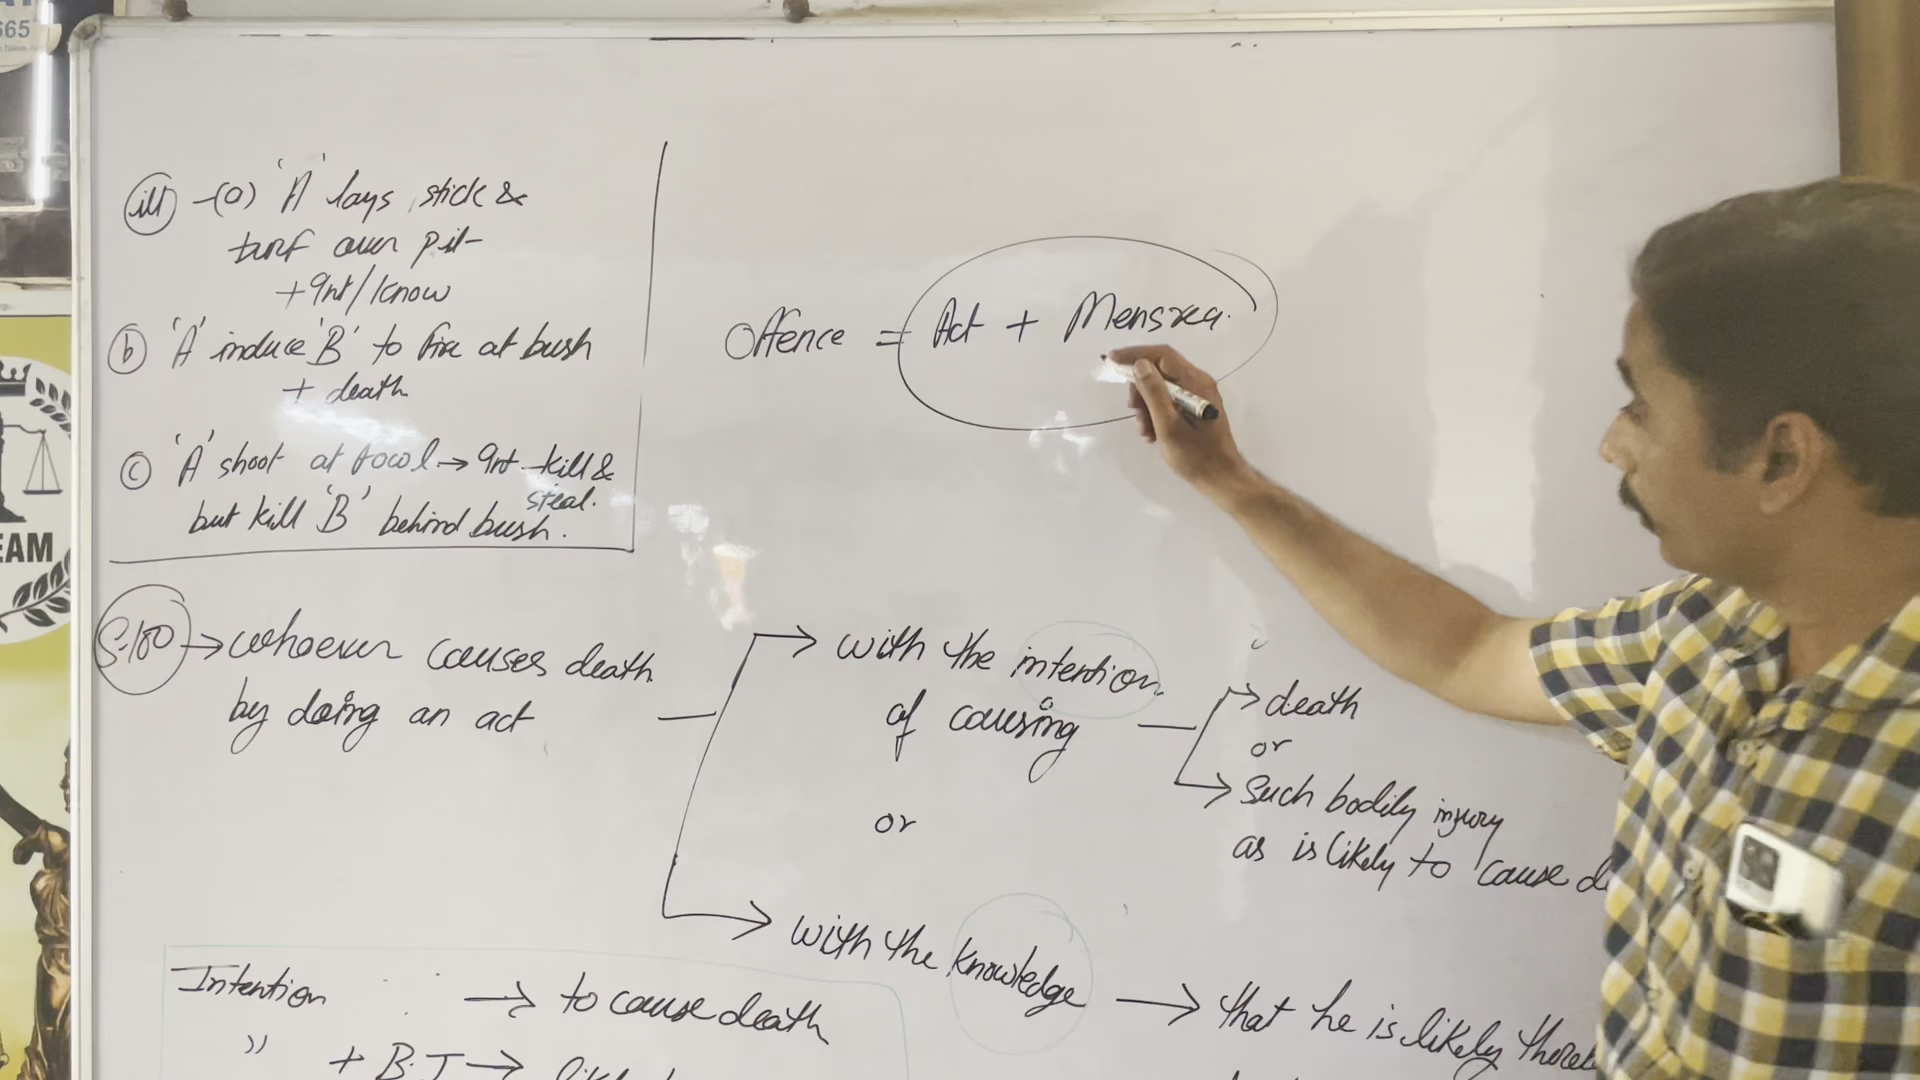 665
EAM
ill -(a) 'A' lays stick &
turf over pit
+ Int/know
b 'A' induce 'B' to fire at bush
+ death
c 'A' shoot at fowl → Int - kill &
steal.
but kill 'B' behind bush.
Offence = Act + Mensrea.
S-100 → Whoever causes death
by doing an act
→ with the intention
of causing
→ death
or
→ such bodily injury
as is likely to cause d
or
→ with the knowledge → that he is likely
Intention → to cause death
" + B.I →